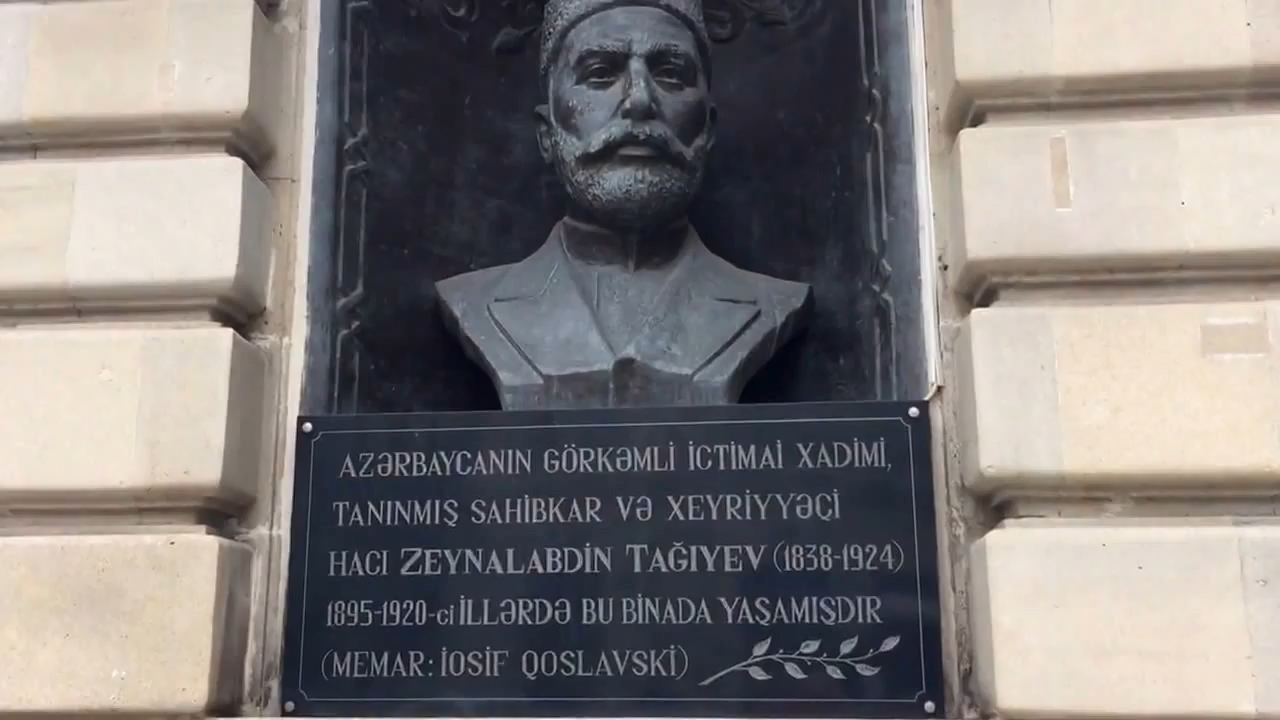 AZƏRBAYCANIN GÖRKƏMLİ İCTİMAİ XADİMİ,
TANINMIŞ SAHİBKAR VƏ XEYRİYYƏÇİ
HACI ZEYNALABDİN TAĞIYEV (1838-1924)
1895-1920-ci İLLƏRDƏ BU BİNADA YAŞAMIŞDIR
(MEMAR: İOSİF QOSLAVSKİ)